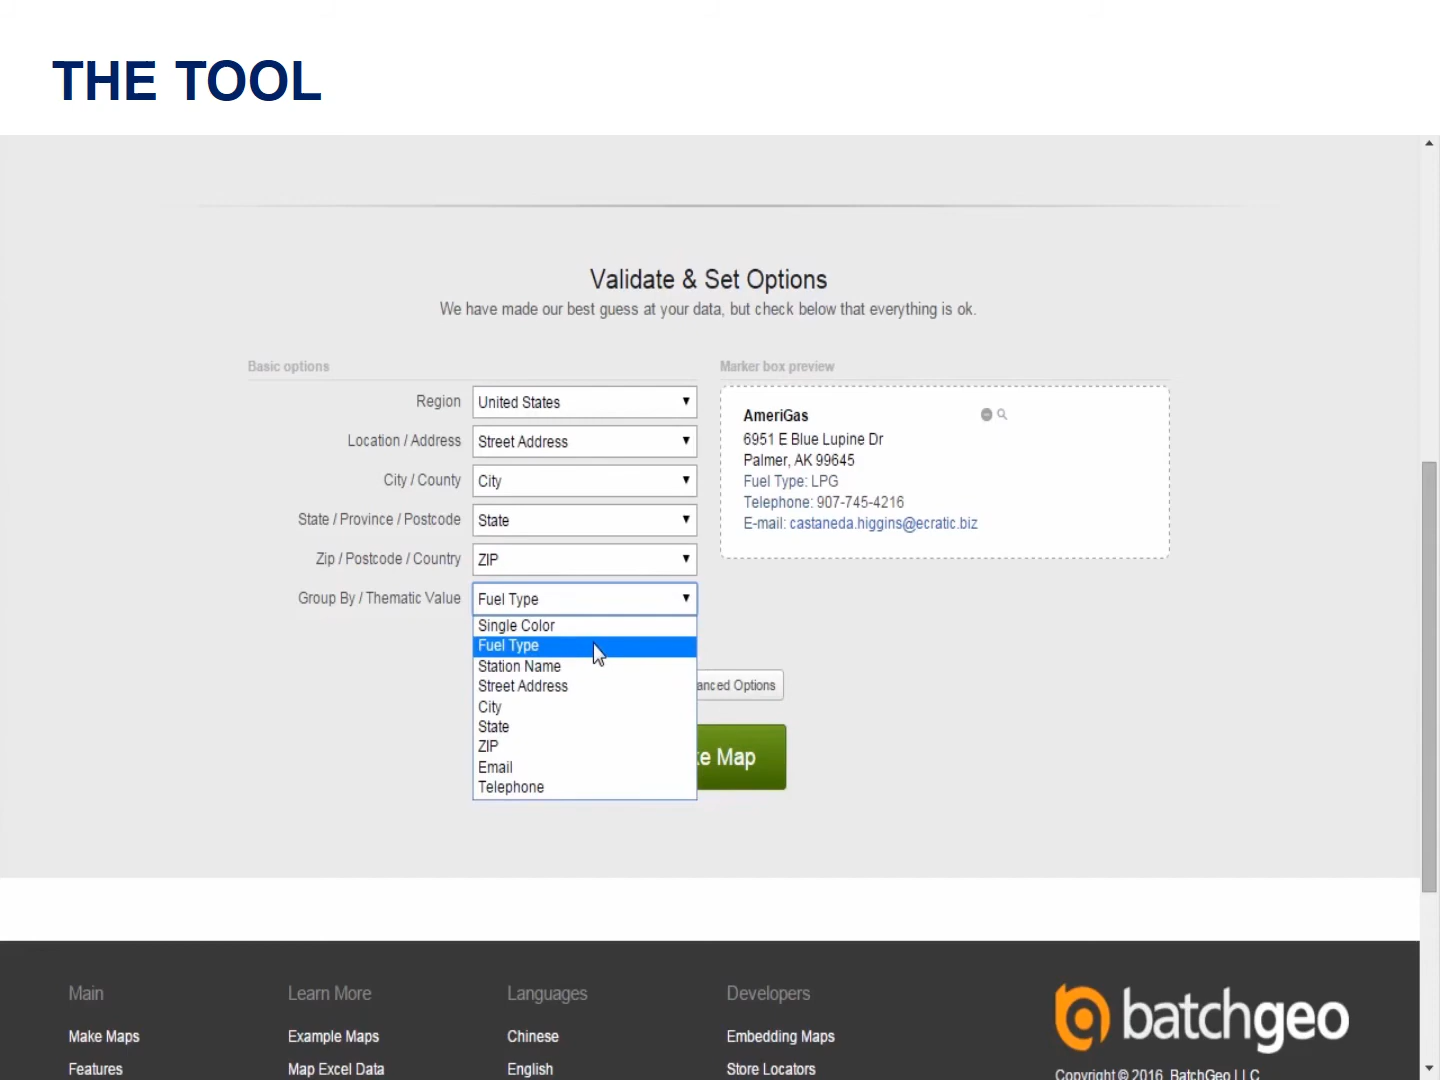 THE TOOL
Validate & Set Options
We have made our best guess at your data, but check below that everything is ok.
Basic options
Marker box preview
Region
United States
Location / Address
Street Address
City / County
City
State / Province / Postcode
State
Zip / Postcode / Country
ZIP
Group By / Thematic Value
Fuel Type
Single Color
Fuel Type
Station Name
Street Address
City
State
ZIP
Email
Telephone
AmeriGas
6951 E Blue Lupine Dr
Palmer, AK 99645
Fuel Type: LPG
Telephone: 907-745-4216
E-mail: castaneda.higgins@ecratic.biz
anced Options
ke Map
Main
Learn More
Languages
Developers
batchgeo
Make Maps
Example Maps
Chinese
Embedding Maps
Features
Map Excel Data
English
Store Locators
Copyright © 2016, BatchGeo LLC